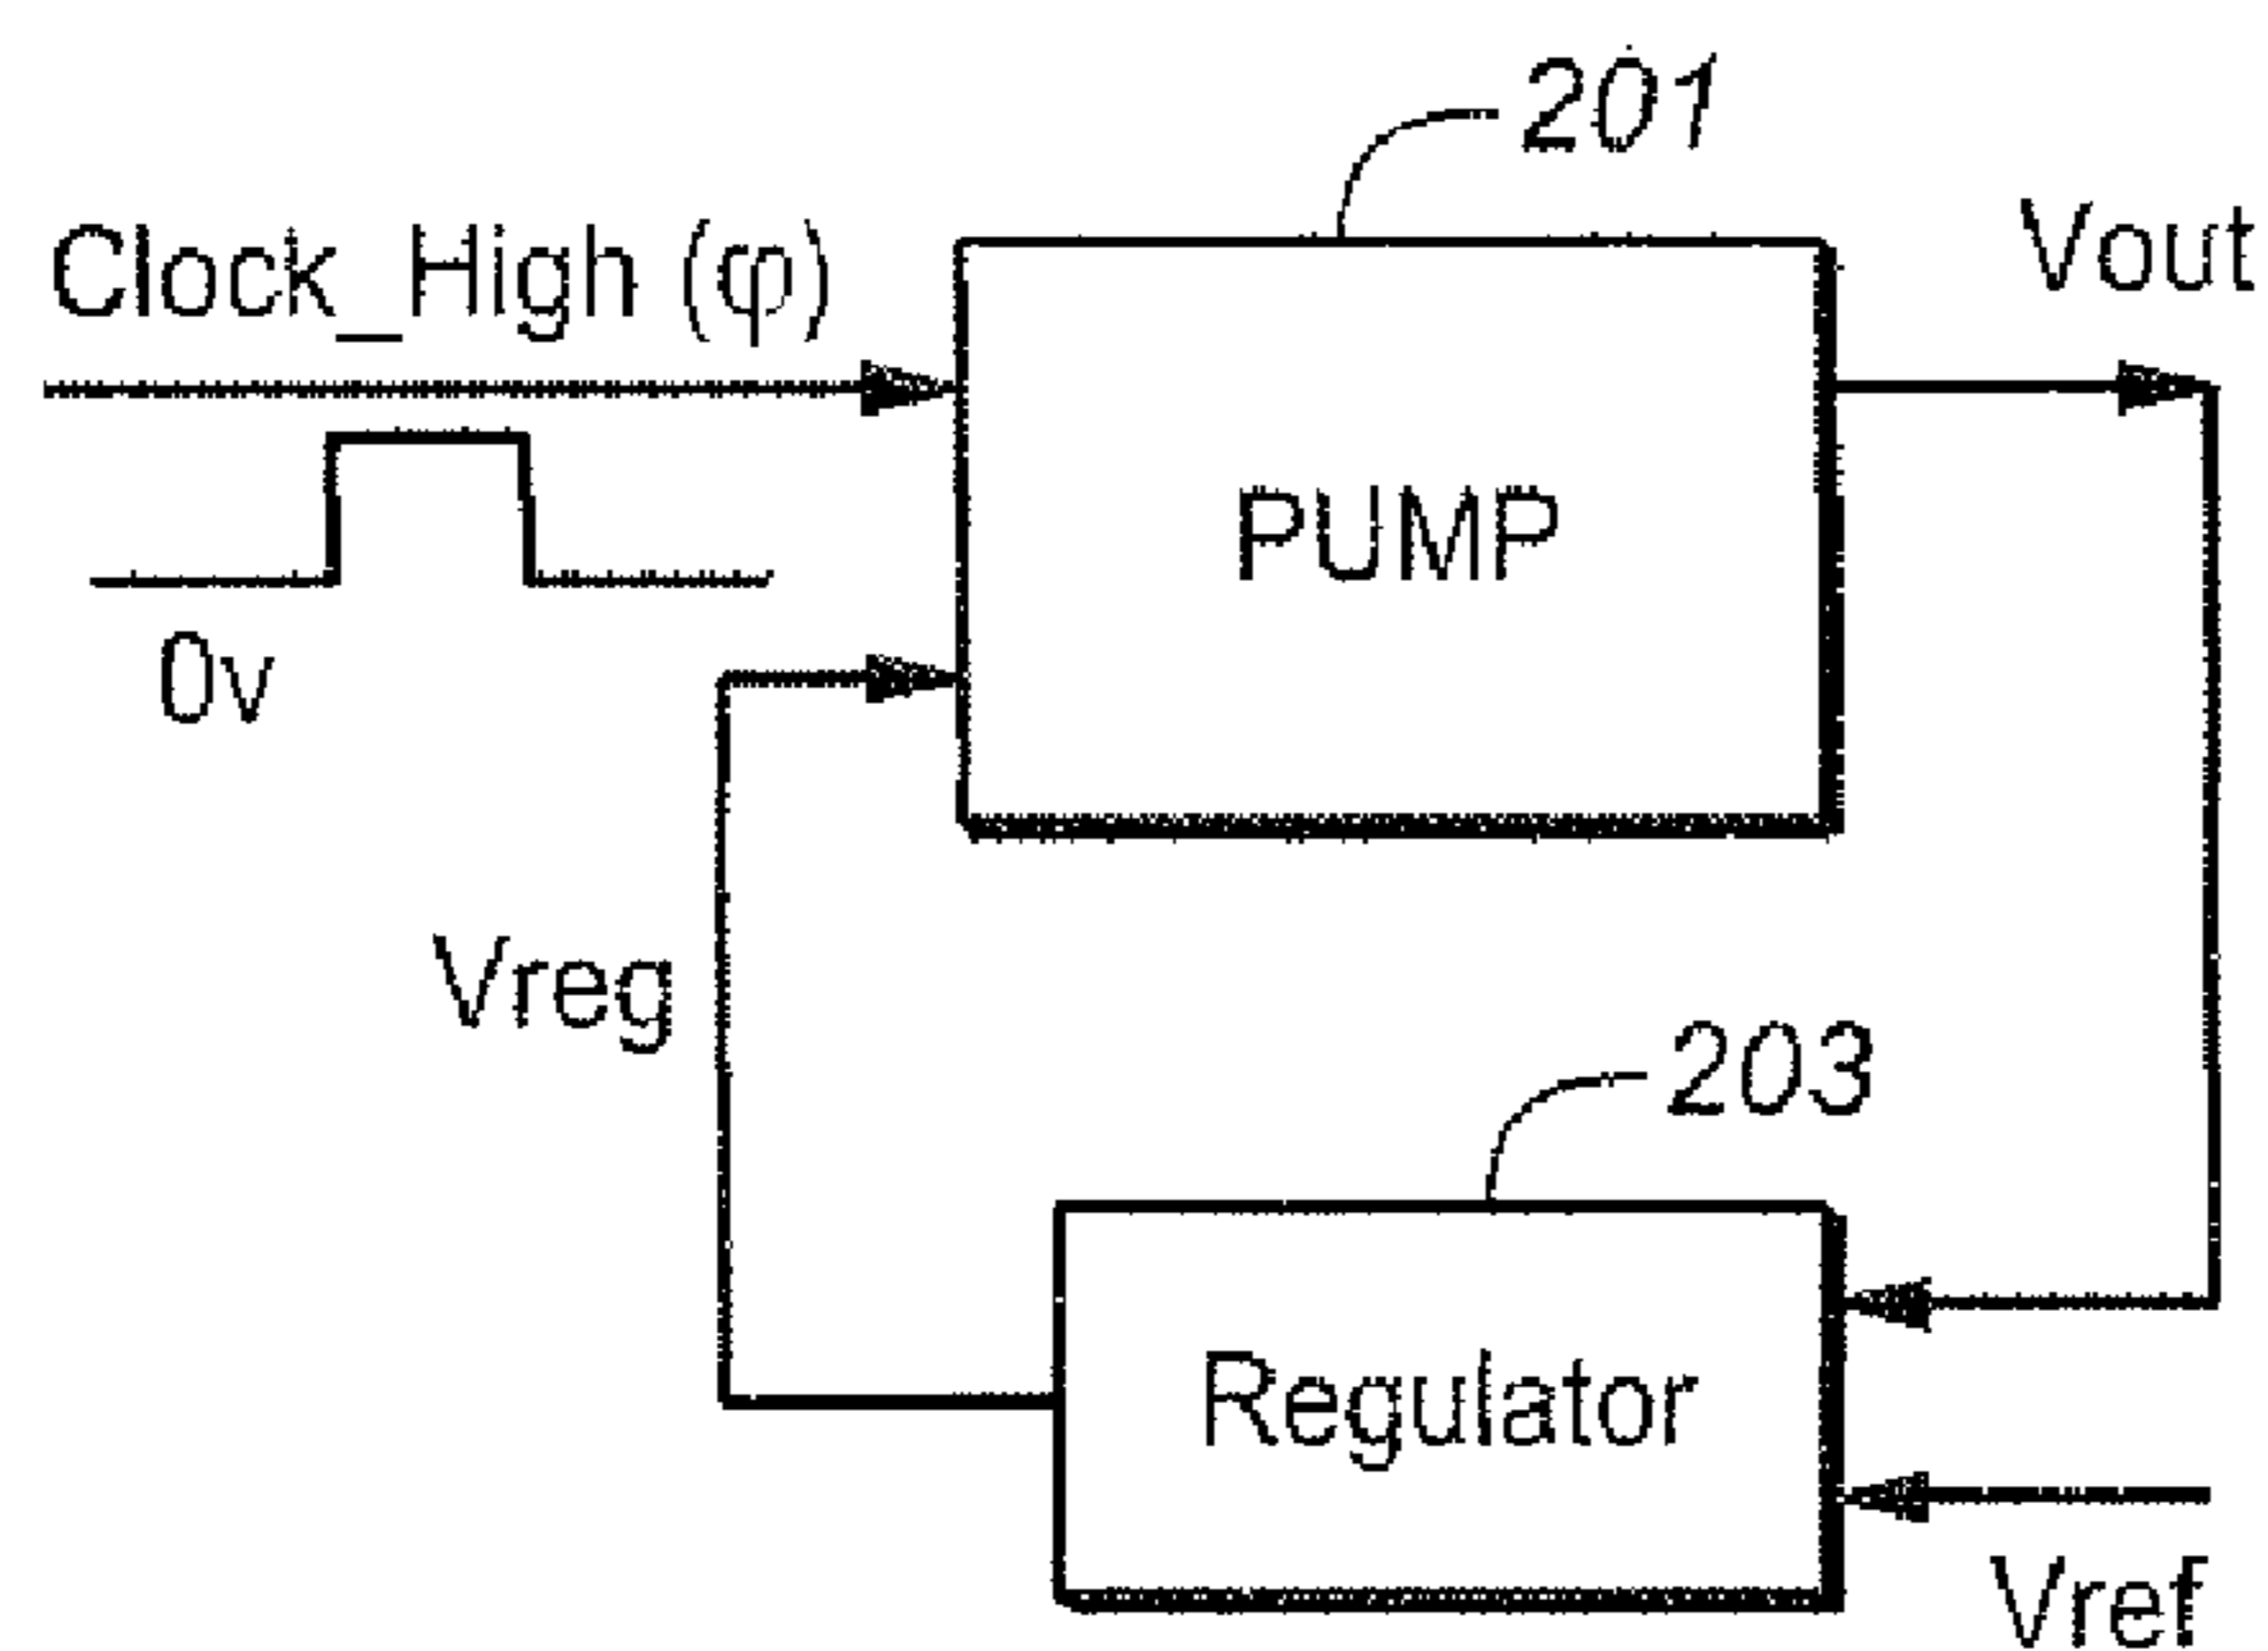 201
Clock_High (φ)
Vout
PUMP
0v
Vreg
203
Regulator
Vref